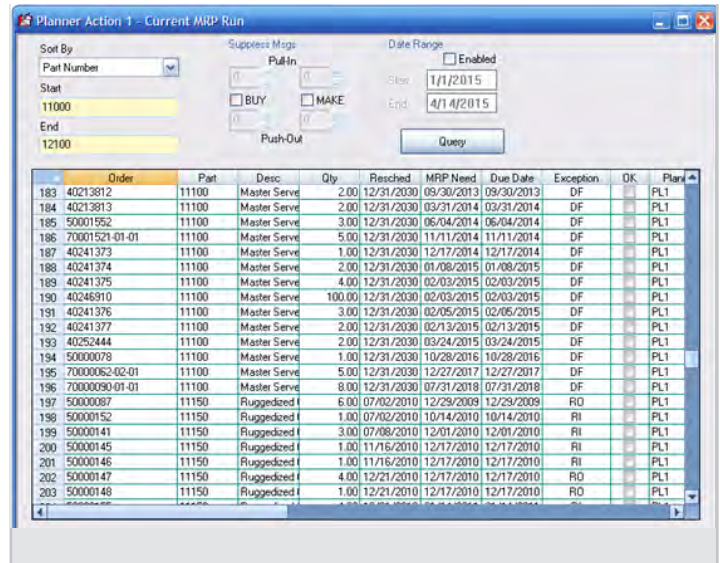 Planner Action 1 - Current MRP Run
Sort By
Part Number
Start
11000
End
12100
Suppress Msgs
Pull-In
0 0
BUY MAKE
0 0
Push-Out
Date Range
Enabled
Start 1/1/2015
End 4/14/2015
Query
Order Part Desc Qty Resched MRP Need Due Date Exception OK Plan
183 40213812 11100 Master Serve 2.00 12/31/2030 09/30/2013 09/30/2013 DF PL1
184 40213813 11100 Master Serve 2.00 12/31/2030 03/31/2014 03/31/2014 DF PL1
185 50001552 11100 Master Serve 3.00 12/31/2030 06/04/2014 06/04/2014 DF PL1
186 70001521-01-01 11100 Master Serve 5.00 12/31/2030 11/11/2014 11/11/2014 DF PL1
187 40241373 11100 Master Serve 1.00 12/31/2030 12/17/2014 12/17/2014 DF PL1
188 40241374 11100 Master Serve 2.00 12/31/2030 01/08/2015 01/08/2015 DF PL1
189 40241375 11100 Master Serve 4.00 12/31/2030 02/03/2015 02/03/2015 DF PL1
190 40246910 11100 Master Serve 100.00 12/31/2030 02/03/2015 02/03/2015 DF PL1
191 40241376 11100 Master Serve 3.00 12/31/2030 02/05/2015 02/05/2015 DF PL1
192 40241377 11100 Master Serve 2.00 12/31/2030 02/13/2015 02/13/2015 DF PL1
193 40252444 11100 Master Serve 2.00 12/31/2030 03/24/2015 03/24/2015 DF PL1
194 50000078 11100 Master Serve 1.00 12/31/2030 10/28/2016 10/28/2016 DF PL1
195 70000062-02-01 11100 Master Serve 5.00 12/31/2030 12/27/2017 12/27/2017 DF PL1
196 70000090-01-01 11100 Master Serve 8.00 12/31/2030 07/31/2018 07/31/2018 DF PL1
197 50000087 11150 Ruggedized 6.00 07/02/2010 12/29/2009 12/29/2009 RO PL1
198 50000152 11150 Ruggedized 1.00 07/02/2010 10/14/2010 10/14/2010 RI PL1
199 50000141 11150 Ruggedized 3.00 07/08/2010 12/01/2010 12/01/2010 RI PL1
200 50000145 11150 Ruggedized 1.00 11/16/2010 12/17/2010 12/17/2010 RI PL1
201 50000146 11150 Ruggedized 1.00 11/16/2010 12/17/2010 12/17/2010 RI PL1
202 50000147 11150 Ruggedized 4.00 12/21/2010 12/17/2010 12/17/2010 RO PL1
203 50000148 11150 Ruggedized 1.00 12/21/2010 12/17/2010 12/17/2010 RO PL1